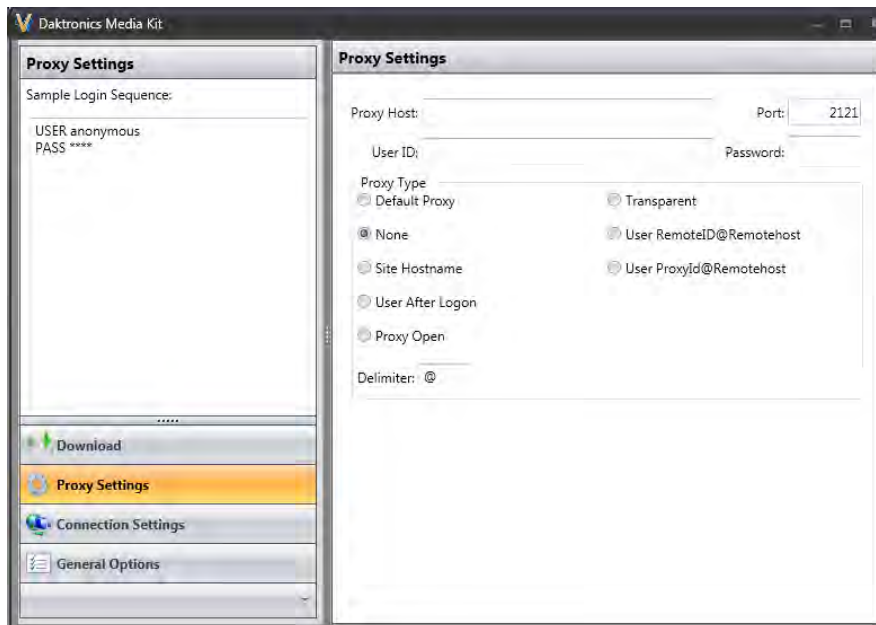 Daktronics Media Kit
Proxy Settings
Sample Login Sequence:
USER anonymous
PASS ****
Download
Proxy Settings
Connection Settings
General Options
Proxy Settings
Proxy Host:
Port: 2121
User ID:
Password:
Proxy Type
Default Proxy
Transparent
None
User RemoteID@Remotehost
Site Hostname
User ProxyId@Remotehost
User After Logon
Proxy Open
Delimiter: @